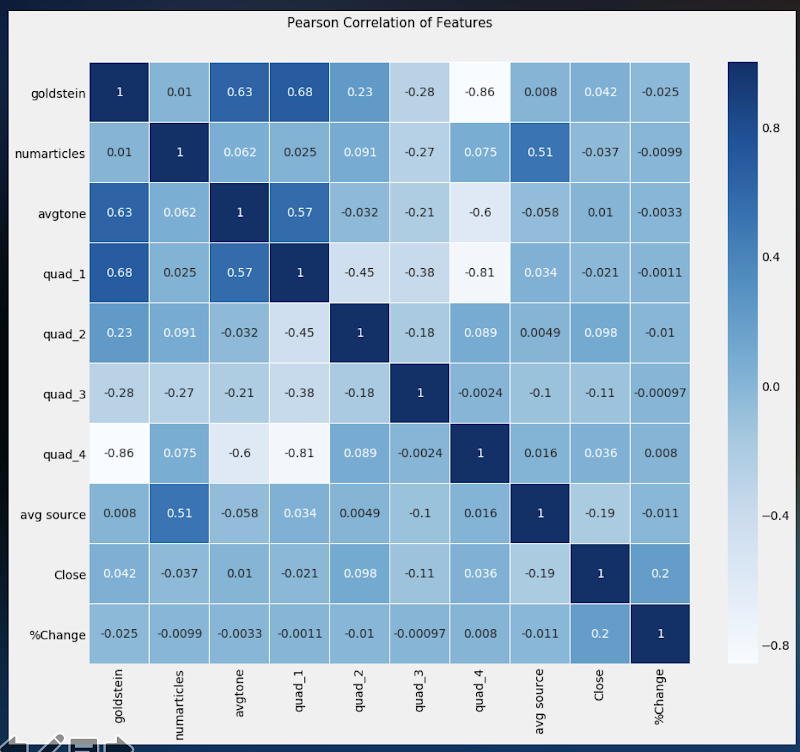 Pearson Correlation of Features
goldstein 1 0.01 0.63 0.68 0.23 -0.28 -0.86 0.008 0.042 -0.025
numarticles 0.01 1 0.062 0.025 0.091 -0.27 0.075 0.51 -0.037 -0.0099
avgtone 0.63 0.062 1 0.57 -0.032 -0.21 -0.6 -0.058 0.01 -0.0033
quad_1 0.68 0.025 0.57 1 -0.45 -0.38 -0.81 0.034 -0.021 -0.0011
quad_2 0.23 0.091 -0.032 -0.45 1 -0.18 0.089 0.0049 0.098 -0.01
quad_3 -0.28 -0.27 -0.21 -0.38 -0.18 1 -0.0024 -0.1 -0.11 -0.00097
quad_4 -0.86 0.075 -0.6 -0.81 0.089 -0.0024 1 0.016 0.036 0.008
avg source 0.008 0.51 -0.058 0.034 0.0049 -0.1 0.016 1 -0.19 -0.011
Close 0.042 -0.037 0.01 -0.021 0.098 -0.11 0.036 -0.19 1 0.2
%Change -0.025 -0.0099 -0.0033 -0.0011 -0.01 -0.00097 0.008 -0.011 0.2 1
goldstein numarticles avgtone quad_1 quad_2 quad_3 quad_4 avg source Close %Change
0.8
0.4
0.0
−0.4
−0.8